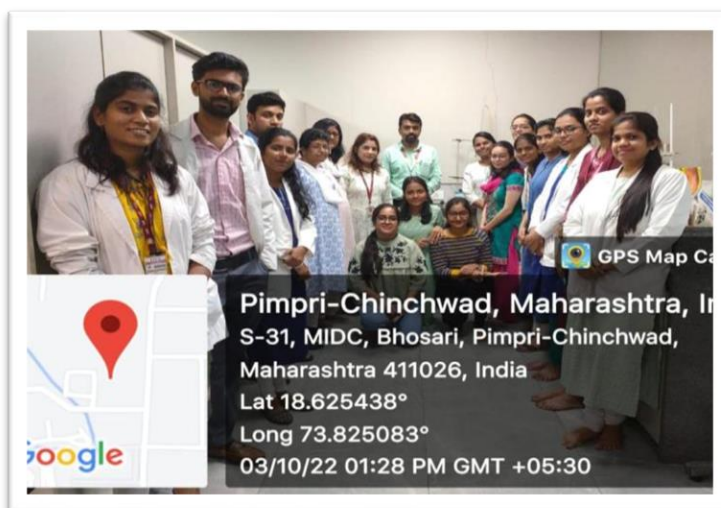 GPS Map Ca
Pimpri-Chinchwad, Maharashtra, I
S-31, MIDC, Bhosari, Pimpri-Chinchwad,
Maharashtra 411026, India
Lat 18.625438°
Long 73.825083°
03/10/22 01:28 PM GMT +05:30
Google